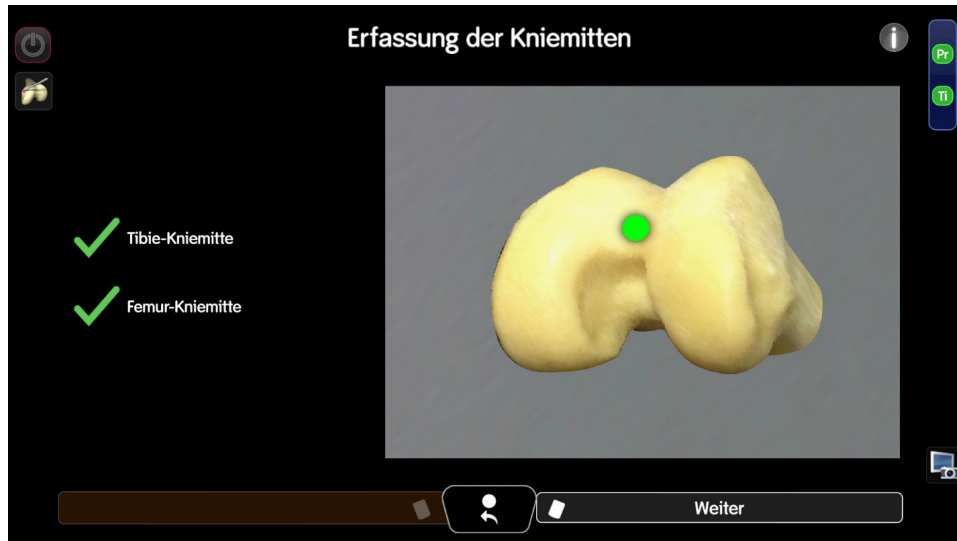 Erfassung der Kniemitten
i
Pr
Ti
Tibie-Kniemitte
Femur-Kniemitte
Weiter